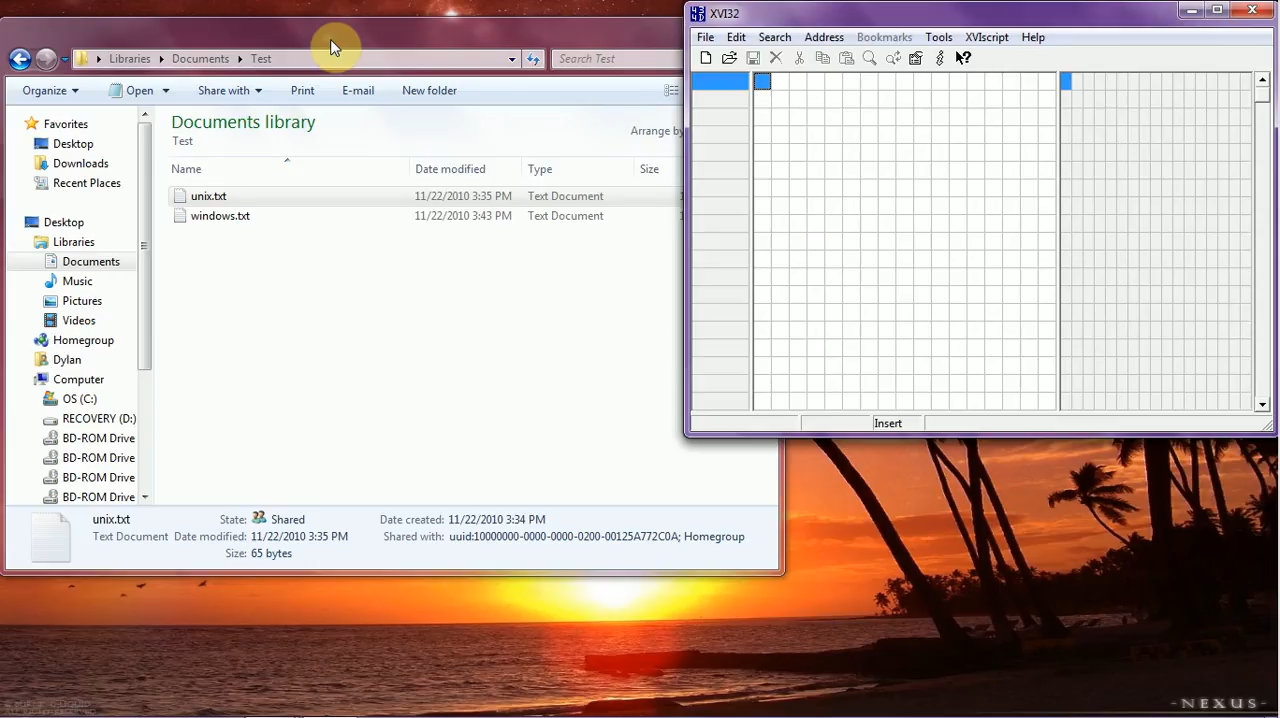 XVI32
File Edit Search Address Bookmarks Tools XVIscript Help
Insert
Libraries Documents Test
Search Test
Organize Open Share with Print E-mail New folder
Documents library
Test
Arrange by
Name Date modified Type Size
unix.txt 11/22/2010 3:35 PM Text Document
windows.txt 11/22/2010 3:43 PM Text Document
Favorites
Desktop
Downloads
Recent Places
Desktop
Libraries
Documents
Music
Pictures
Videos
Homegroup
Dylan
Computer
OS (C:)
RECOVERY (D:)
BD-ROM Drive
BD-ROM Drive
BD-ROM Drive
BD-ROM Drive
unix.txt State: Shared Date created: 11/22/2010 3:34 PM
Text Document Date modified: 11/22/2010 3:35 PM Shared with: uuid:10000000-0000-0000-0200-00125A772C0A; Homegroup
Size: 65 bytes
-NEXUS-